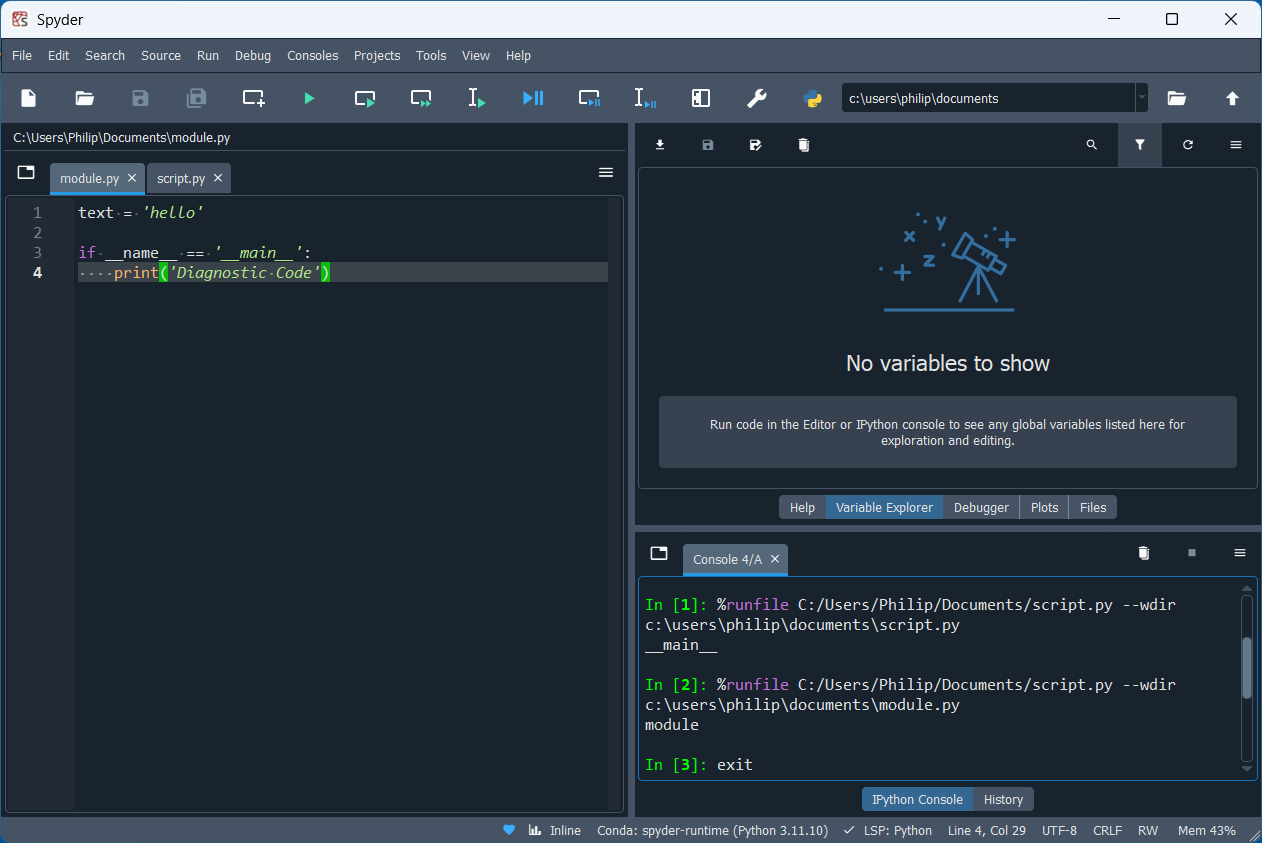 Spyder
File Edit Search Source Run Debug Consoles Projects Tools View Help
c:\users\philip\documents
C:\Users\Philip\Documents\module.py
module.py script.py
1 text = 'hello'
2
3 if __name__ == '__main__':
4 print('Diagnostic Code')
x y z
No variables to show
Run code in the Editor or IPython console to see any global variables listed here for
exploration and editing.
Help Variable Explorer Debugger Plots Files
Console 4/A
In [1]: %runfile C:/Users/Philip/Documents/script.py --wdir
c:\users\philip\documents\script.py
__main__
In [2]: %runfile C:/Users/Philip/Documents/script.py --wdir
c:\users\philip\documents\module.py
module
In [3]: exit
IPython Console History
Inline Conda: spyder-runtime (Python 3.11.10) LSP: Python Line 4, Col 29 UTF-8 CRLF RW Mem 43%